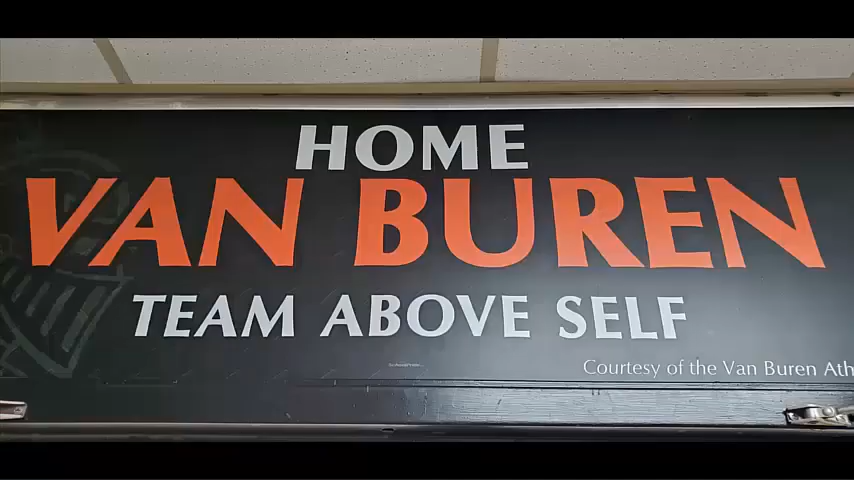 HOME
VAN BUREN
TEAM ABOVE SELF
Courtesy of the Van Buren Ath